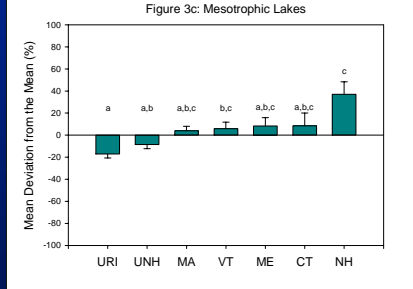 Figure 3c: Mesotrophic Lakes
Mean Deviation from the Mean (%)
100
80
60
40
20
0
-20
-40
-60
-80
-100
a
a,b
a,b,c
b,c
a,b,c
a,b,c
c
URI
UNH
MA
VT
ME
CT
NH